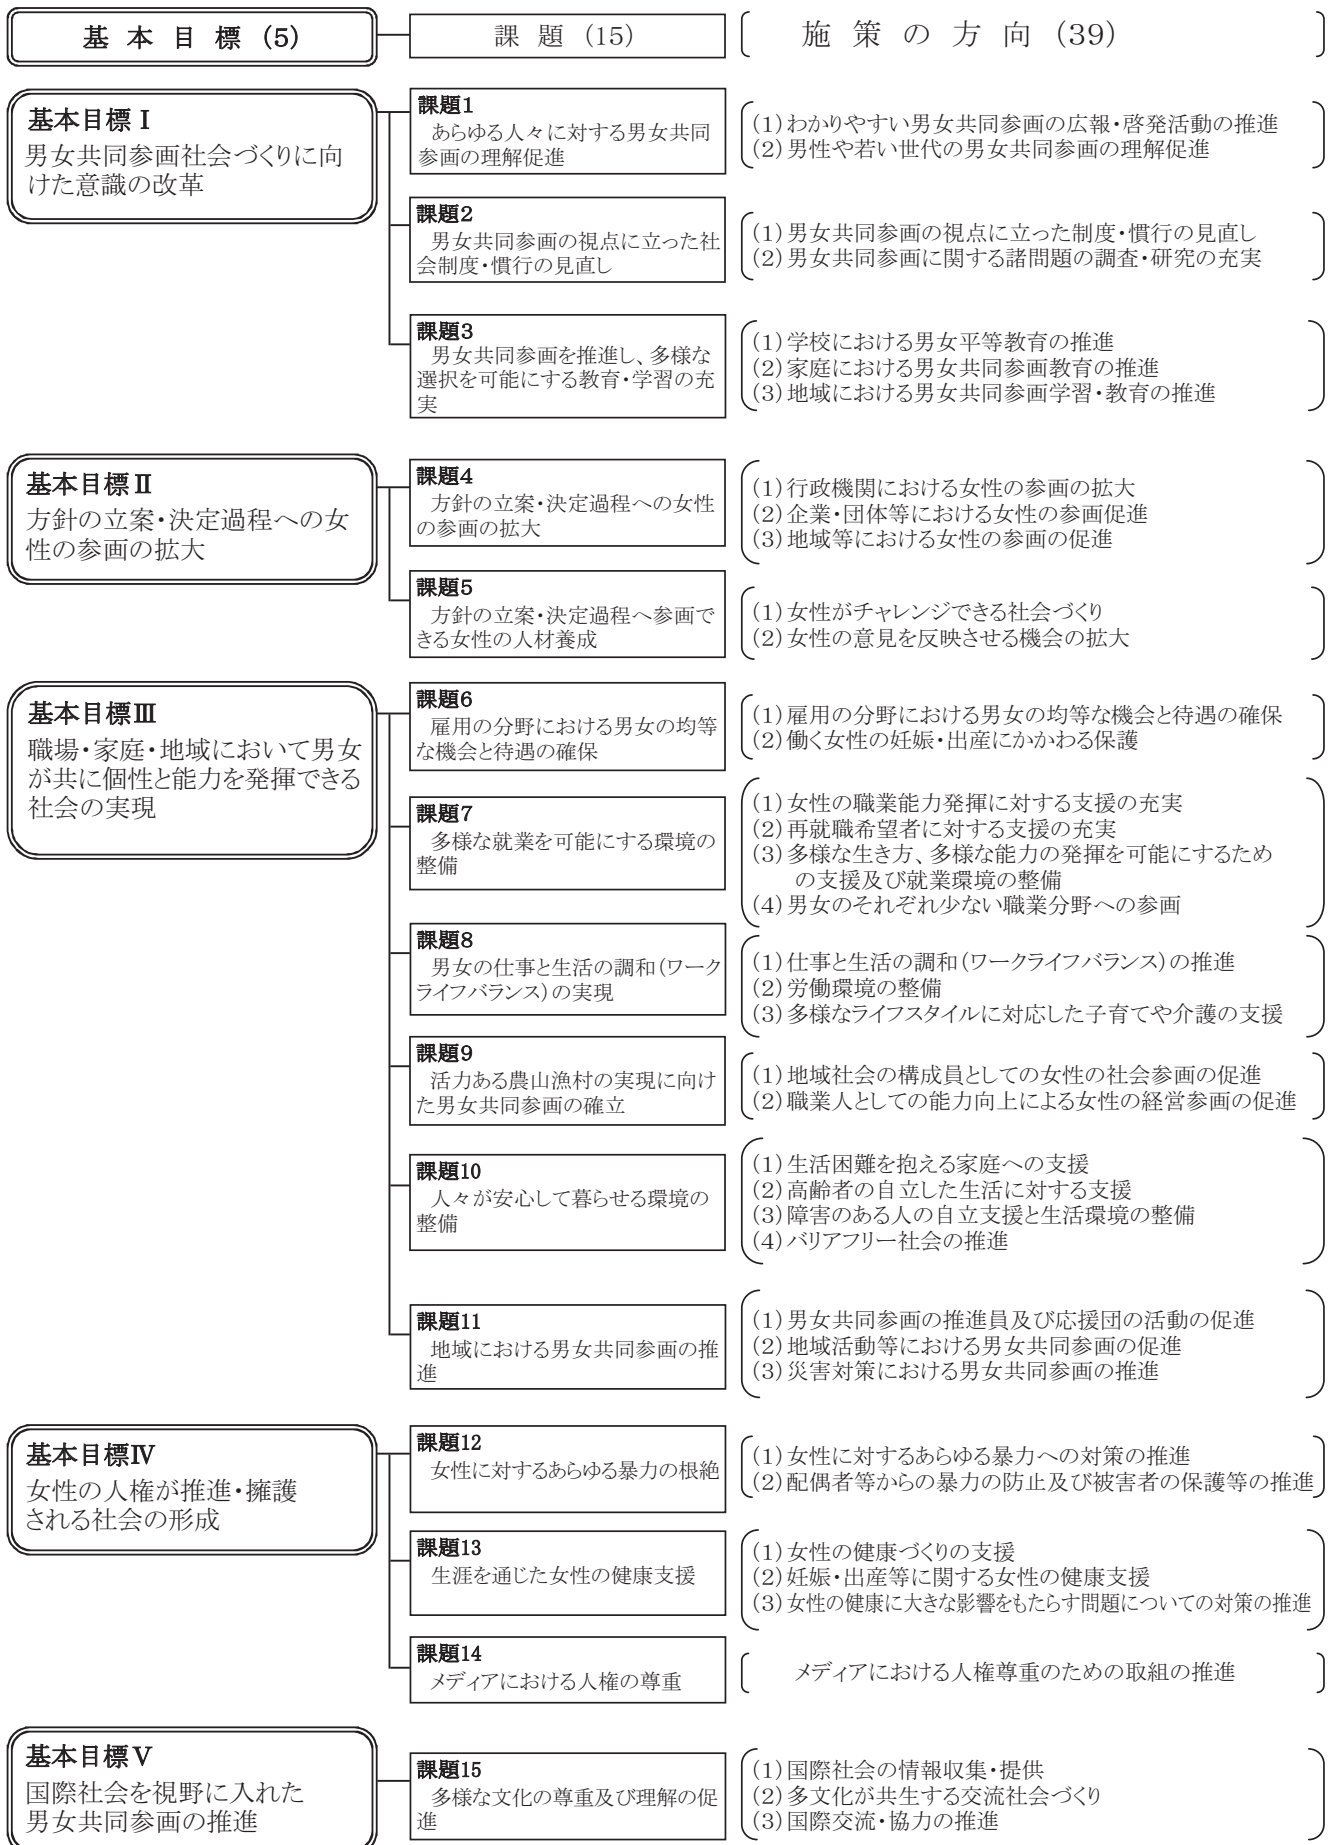 基 本 目 標 (5)
課 題 (15)
施 策 の 方 向 (39)
基本目標Ⅰ
男女共同参画社会づくりに向
けた意識の改革
課題1
あらゆる人々に対する男女共同
参画の理解促進
(1)わかりやすい男女共同参画の広報・啓発活動の推進
(2)男性や若い世代の男女共同参画の理解促進
課題2
男女共同参画の視点に立った社
会制度・慣行の見直し
(1)男女共同参画の視点に立った制度・慣行の見直し
(2)男女共同参画に関する諸問題の調査・研究の充実
課題3
男女共同参画を推進し、多様な
選択を可能にする教育・学習の充
実
(1)学校における男女平等教育の推進
(2)家庭における男女共同参画教育の推進
(3)地域における男女共同参画学習・教育の推進
基本目標Ⅱ
方針の立案・決定過程への女
性の参画の拡大
課題4
方針の立案・決定過程への女性
の参画の拡大
(1)行政機関における女性の参画の拡大
(2)企業・団体等における女性の参画促進
(3)地域等における女性の参画の促進
課題5
方針の立案・決定過程へ参画で
きる女性の人材養成
(1)女性がチャレンジできる社会づくり
(2)女性の意見を反映させる機会の拡大
基本目標Ⅲ
職場・家庭・地域において男女
が共に個性と能力を発揮できる
社会の実現
課題6
雇用の分野における男女の均等
な機会と待遇の確保
(1)雇用の分野における男女の均等な機会と待遇の確保
(2)働く女性の妊娠・出産にかかわる保護
課題7
多様な就業を可能にする環境の
整備
(1)女性の職業能力発揮に対する支援の充実
(2)再就職希望者に対する支援の充実
(3)多様な生き方、多様な能力の発揮を可能にするため
の支援及び就業環境の整備
(4)男女のそれぞれ少ない職業分野への参画
課題8
男女の仕事と生活の調和(ワーク
ライフバランス)の実現
(1)仕事と生活の調和(ワークライフバランス)の推進
(2)労働環境の整備
(3)多様なライフスタイルに対応した子育てや介護の支援
課題9
活力ある農山漁村の実現に向け
た男女共同参画の確立
(1)地域社会の構成員としての女性の社会参画の促進
(2)職業人としての能力向上による女性の経営参画の促進
課題10
人々が安心して暮らせる環境の
整備
(1)生活困難を抱える家庭への支援
(2)高齢者の自立した生活に対する支援
(3)障害のある人の自立支援と生活環境の整備
(4)バリアフリー社会の推進
課題11
地域における男女共同参画の推
進
(1)男女共同参画の推進員及び応援団の活動の促進
(2)地域活動等における男女共同参画の促進
(3)災害対策における男女共同参画の推進
基本目標Ⅳ
女性の人権が推進・擁護
される社会の形成
課題12
女性に対するあらゆる暴力の根絶
(1)女性に対するあらゆる暴力への対策の推進
(2)配偶者等からの暴力の防止及び被害者の保護等の推進
課題13
生涯を通じた女性の健康支援
(1)女性の健康づくりの支援
(2)妊娠・出産等に関する女性の健康支援
(3)女性の健康に大きな影響をもたらす問題についての対策の推進
課題14
メディアにおける人権の尊重
メディアにおける人権尊重のための取組の推進
基本目標Ⅴ
国際社会を視野に入れた
男女共同参画の推進
課題15
多様な文化の尊重及び理解の促
進
(1)国際社会の情報収集・提供
(2)多文化が共生する交流社会づくり
(3)国際交流・協力の推進